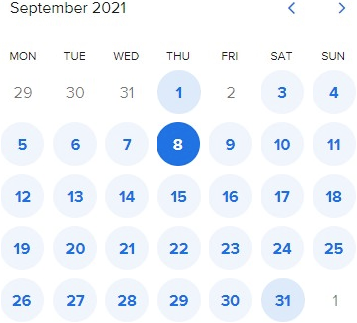 September 2021
MON TUE WED THU FRI SAT SUN
29 30 31 1 2 3 4
5 6 7 8 9 10 11
12 13 14 15 16 17 18
19 20 21 22 23 24 25
26 27 28 29 30 31 1